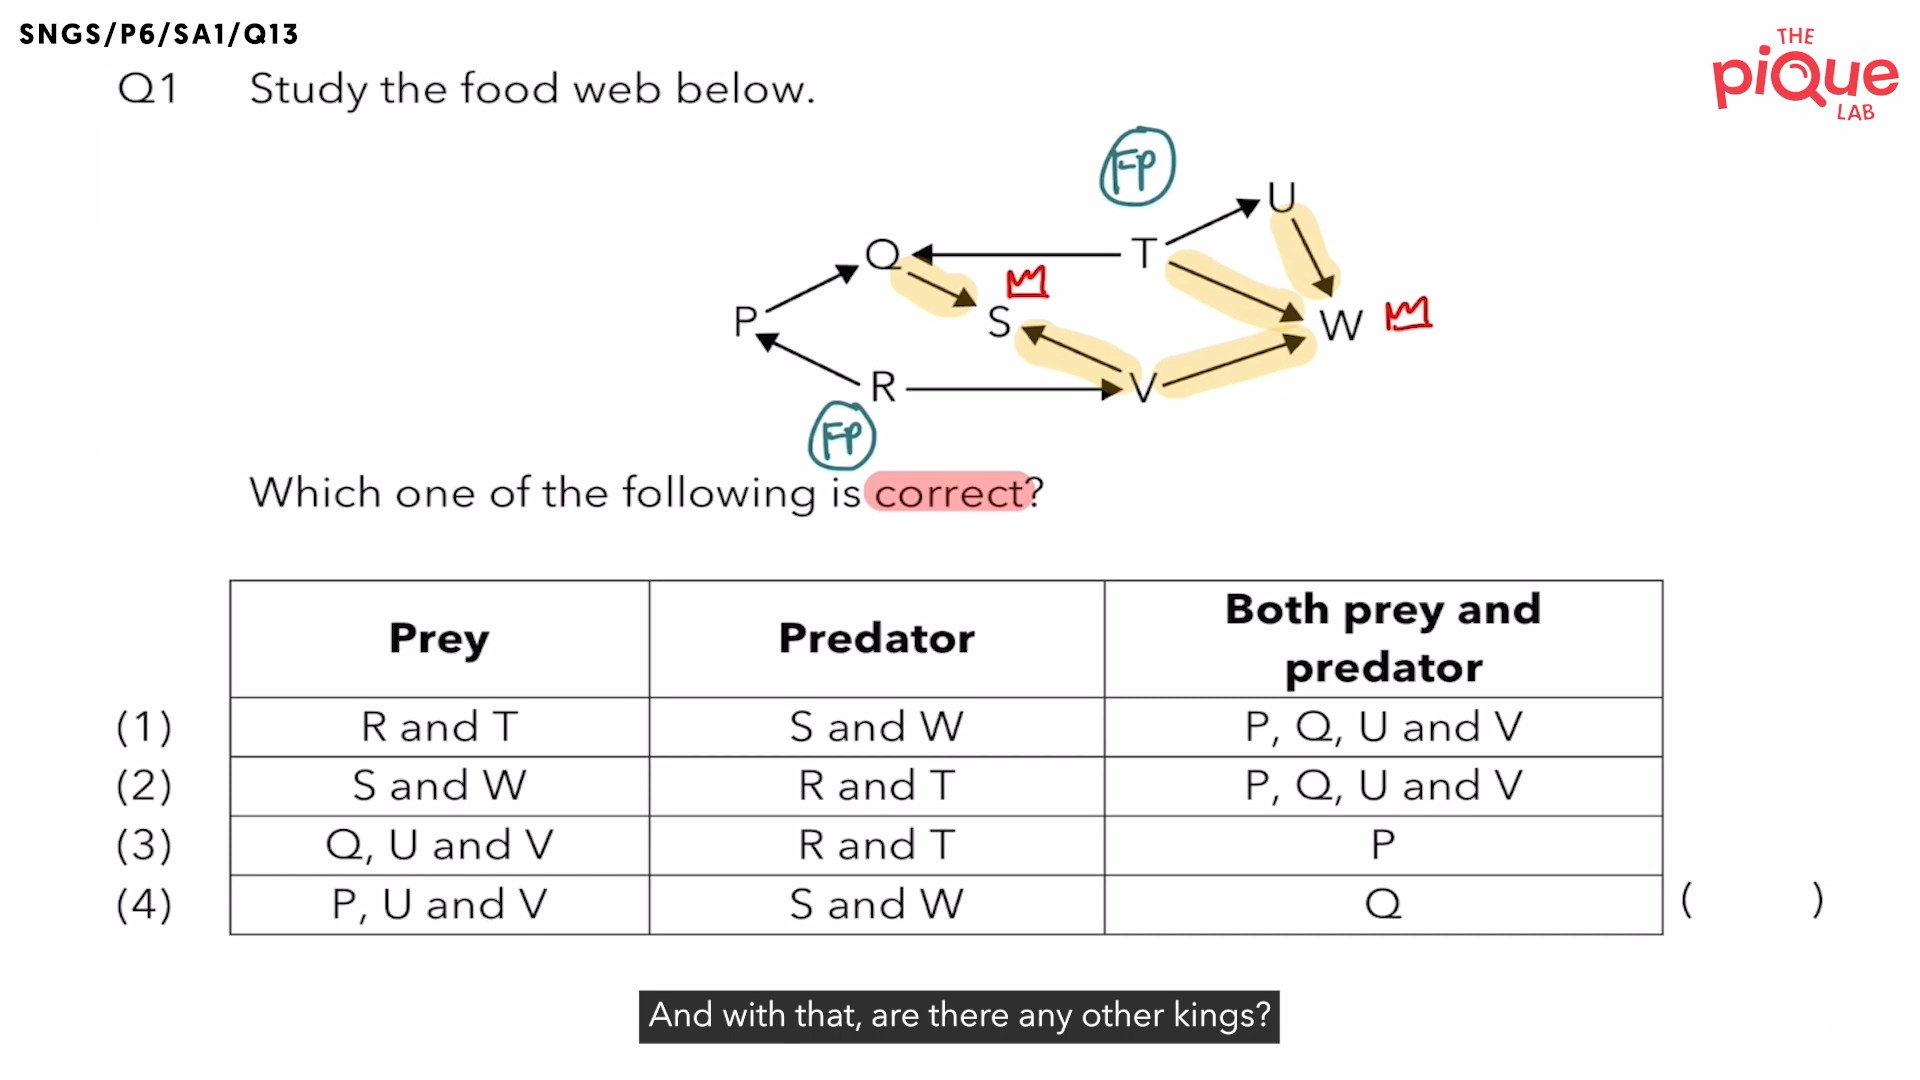 SNGS/P6/SA1/Q13
THE
pique
LAB
Q1 Study the food web below.
FP
U
Q T
P S W
R V
FP
Which one of the following is correct?
Prey Predator Both prey and
predator
(1) R and T S and W P, Q, U and V
(2) S and W R and T P, Q, U and V
(3) Q, U and V R and T P
(4) P, U and V S and W Q ( )
And with that, are there any other kings?